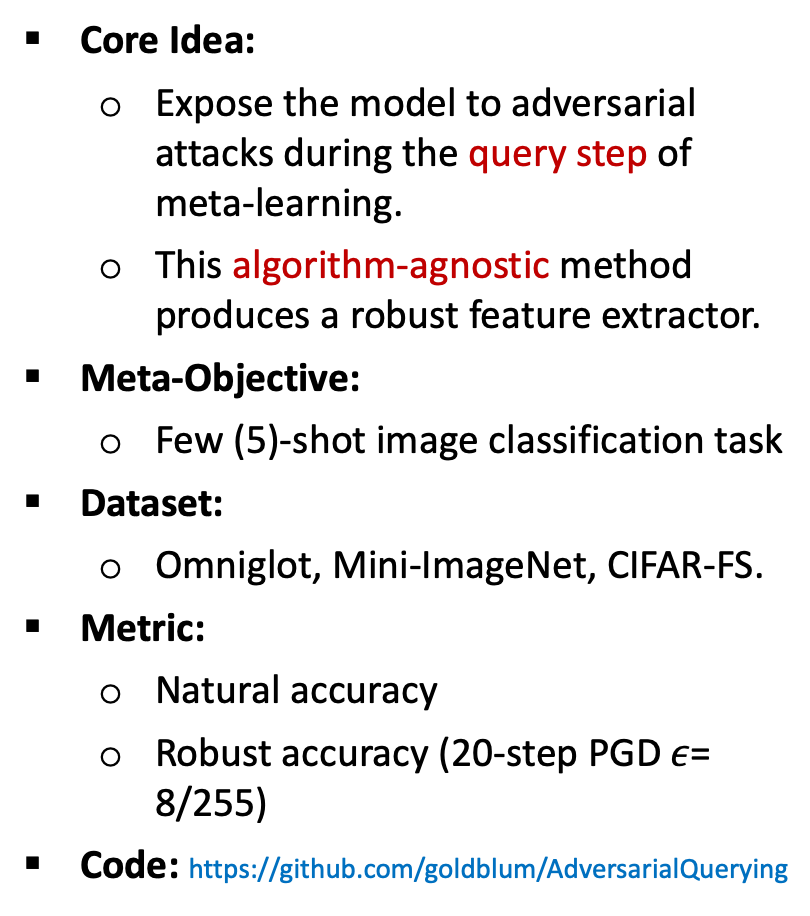 ▪ Core Idea:
o Expose the model to adversarial
attacks during the query step of
meta-learning.
o This algorithm-agnostic method
produces a robust feature extractor.
▪ Meta-Objective:
o Few (5)-shot image classification task
▪ Dataset:
o Omniglot, Mini-ImageNet, CIFAR-FS.
▪ Metric:
o Natural accuracy
o Robust accuracy (20-step PGD ϵ=
8/255)
▪ Code: https://github.com/goldblum/AdversarialQuerying